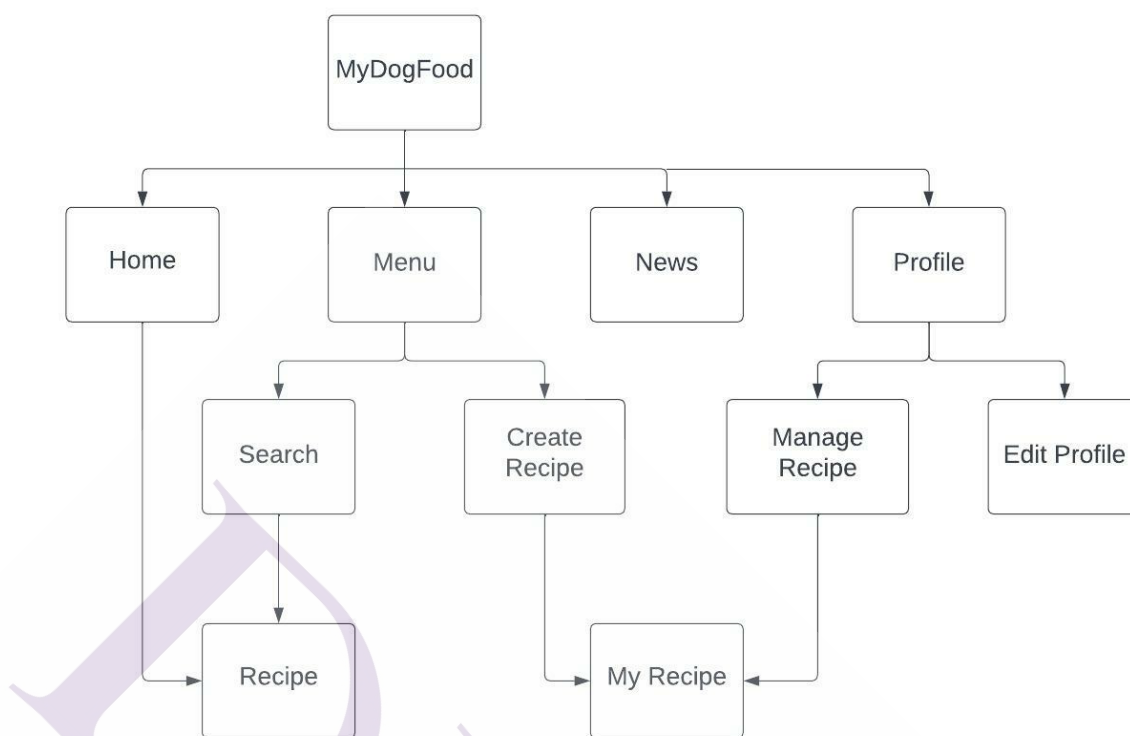 MyDogFood
Home
Menu
News
Profile
Search
Create
Recipe
Manage
Recipe
Edit Profile
Recipe
My Recipe